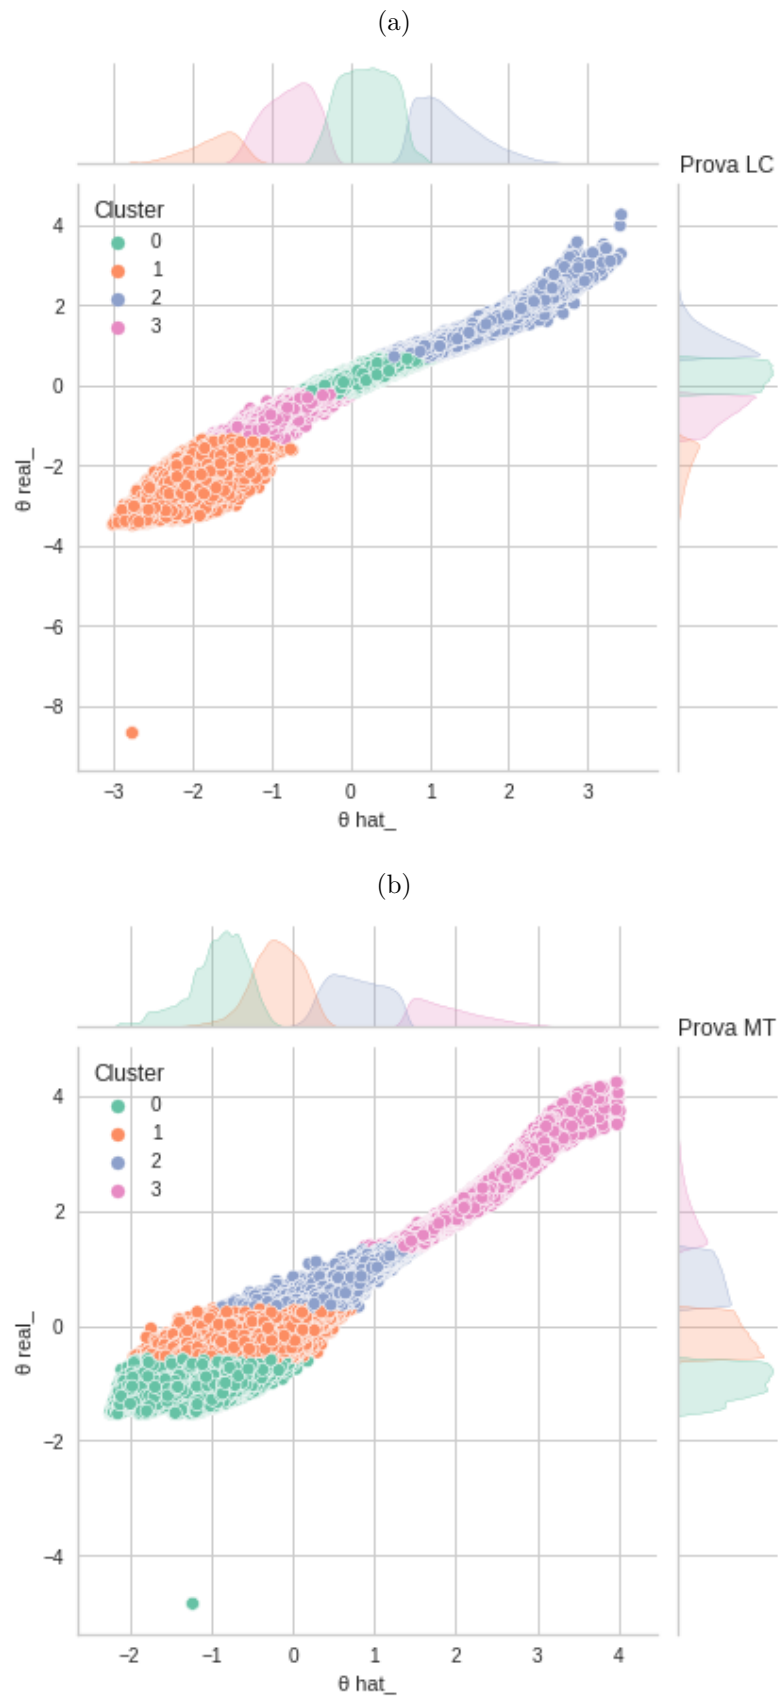 (a)
Prova LC
Cluster
0
1
2
3
4
2
0
−2
−4
−6
−8
θ real_
−3 −2 −1 0 1 2 3
θ hat_
(b)
Prova MT
Cluster
0
1
2
3
4
2
0
−2
−4
θ real_
−2 −1 0 1 2 3 4
θ hat_